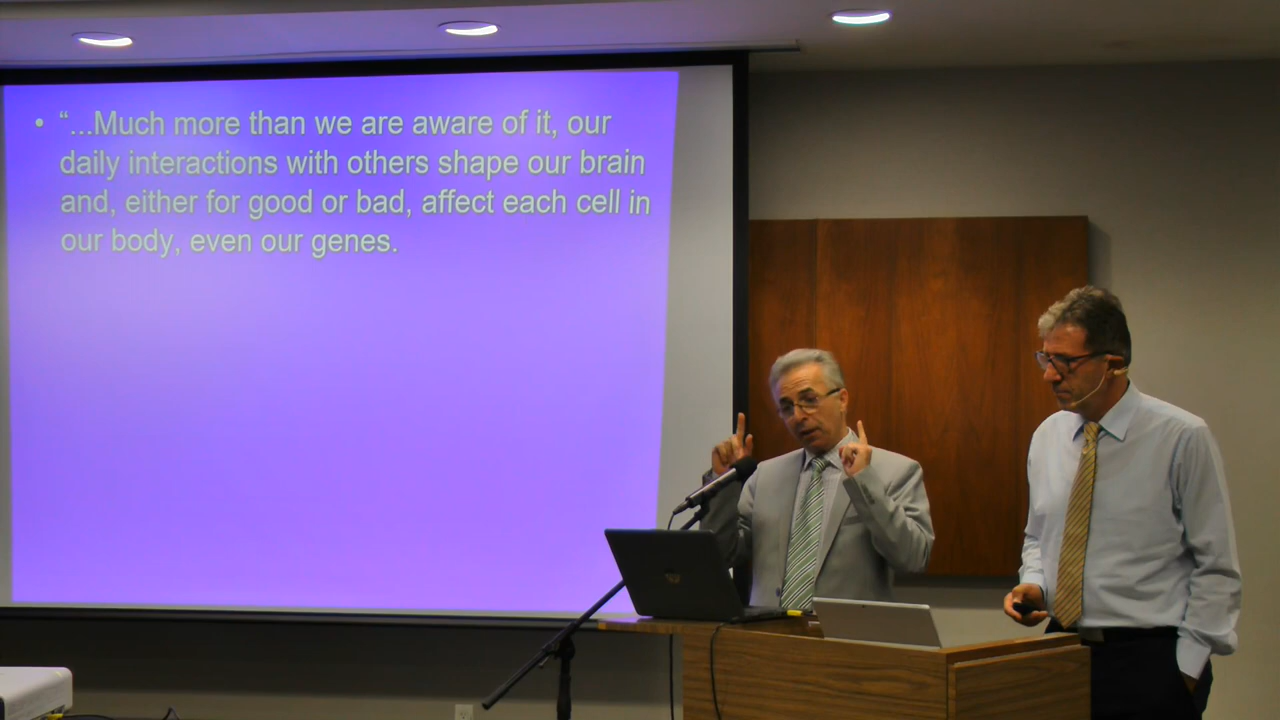 • “...Much more than we are aware of it, our
daily interactions with others shape our brain
and, either for good or bad, affect each cell in
our body, even our genes.